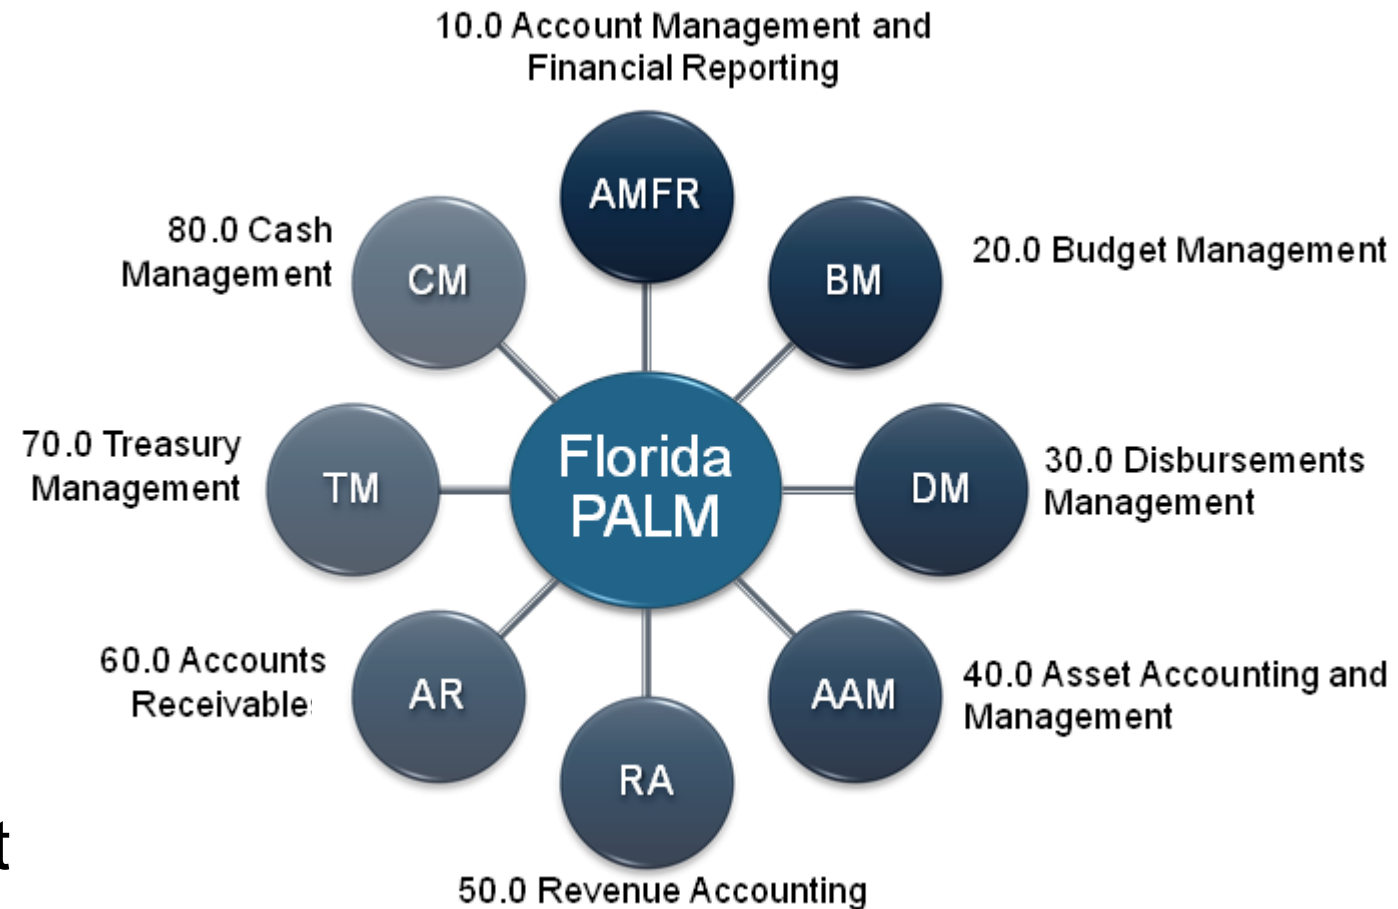 10.0 Account Management and
Financial Reporting
AMFR
80.0 Cash
Management
CM
BM
20.0 Budget Management
Florida
PALM
70.0 Treasury
Management
TM
DM
30.0 Disbursements
Management
60.0 Accounts
Receivable
AR
AAM
40.0 Asset Accounting and
Management
RA
t
50.0 Revenue Accounting